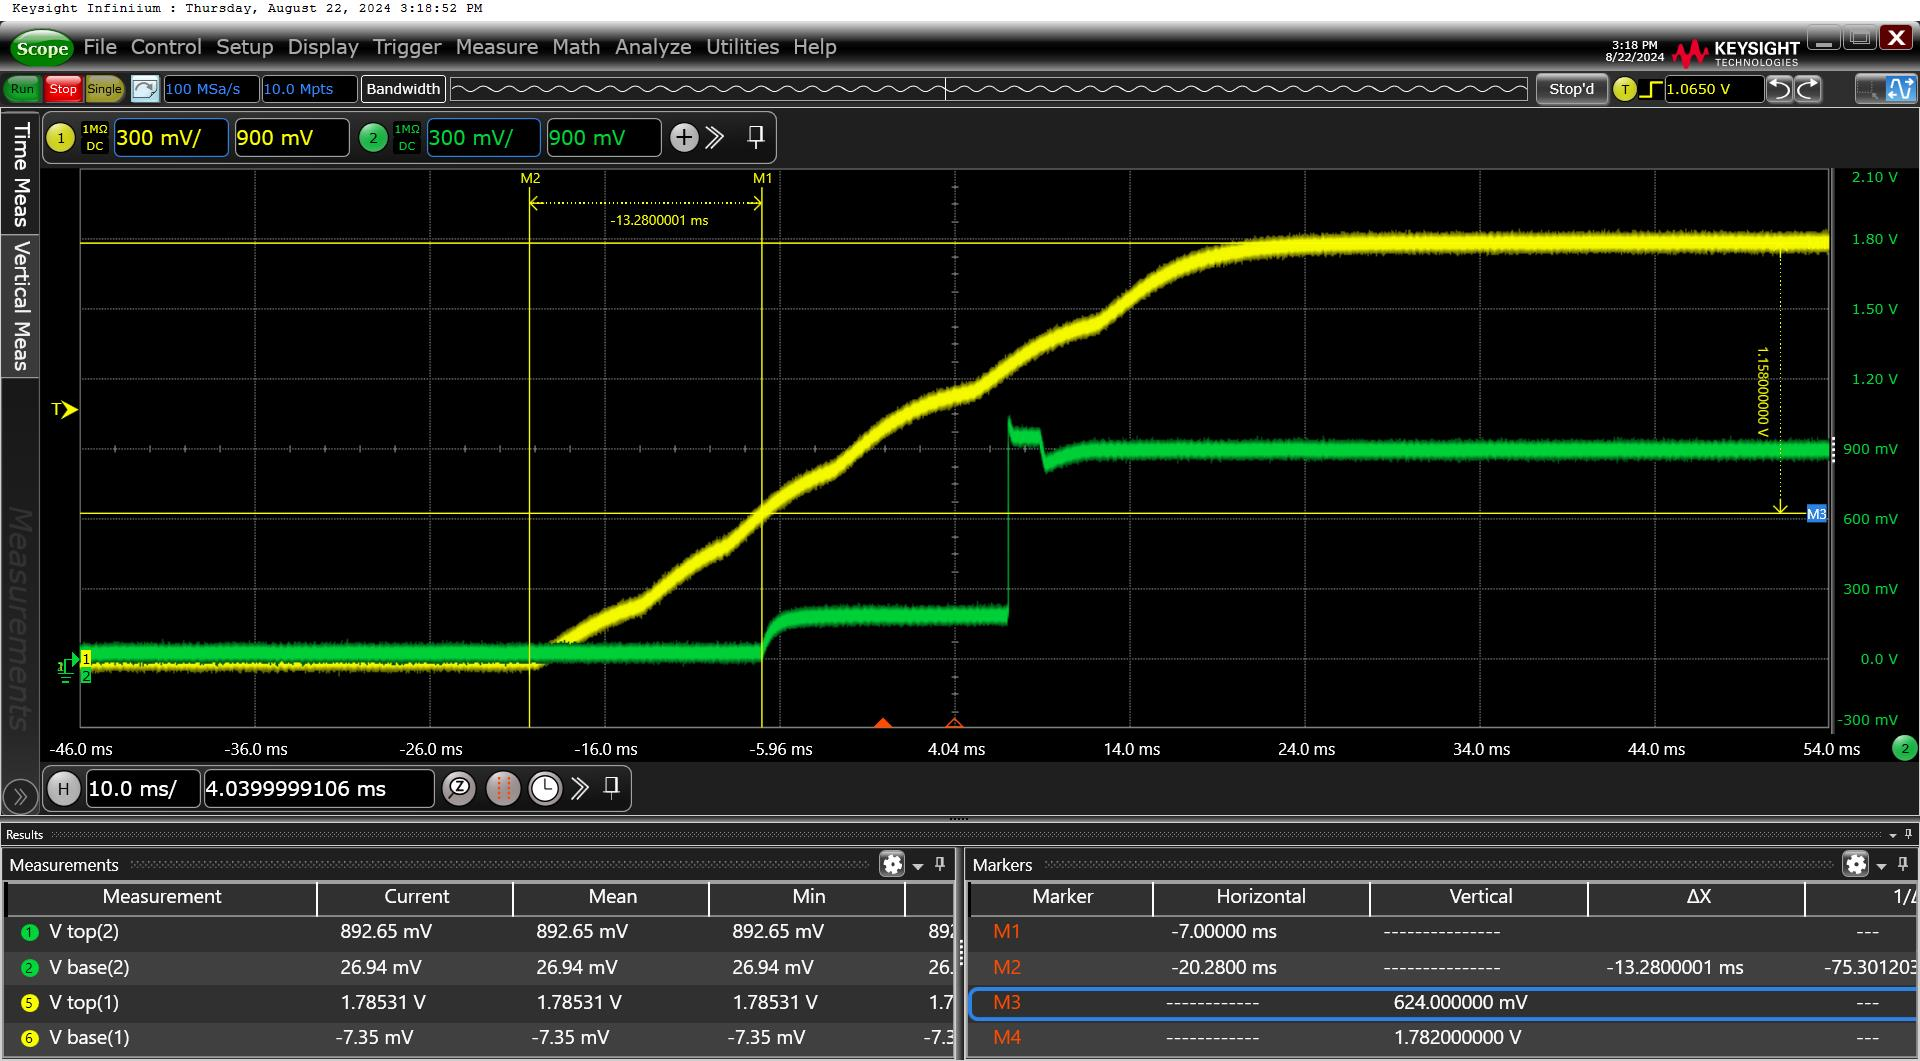 Keysight Infiniium : Thursday, August 22, 2024 3:18:52 PM
Scope File Control Setup Display Trigger Measure Math Analyze Utilities Help
3:18 PM
8/22/2024
KEYSIGHT
TECHNOLOGIES
Run Stop Single 100 MSa/s 10.0 Mpts Bandwidth Stop'd T 1.0650 V
1 1MΩ DC 300 mV/ 900 mV 2 1MΩ DC 300 mV/ 900 mV
Time Meas
Vertical Meas
Measurements
M2 M1
-13.2800001 ms
2.10 V
1.80 V
1.50 V
1.20 V
900 mV
600 mV
300 mV
0.0 V
-300 mV
1.158000000 V
M3
T
1
2
-46.0 ms -36.0 ms -26.0 ms -16.0 ms -5.96 ms 4.04 ms 14.0 ms 24.0 ms 34.0 ms 44.0 ms 54.0 ms 2
H 10.0 ms/ 4.0399999106 ms Z
Results
Measurements
Measurement Current Mean Min
1 V top(2) 892.65 mV 892.65 mV 892.65 mV 892
2 V base(2) 26.94 mV 26.94 mV 26.94 mV 26.
5 V top(1) 1.78531 V 1.78531 V 1.78531 V 1.7
6 V base(1) -7.35 mV -7.35 mV -7.35 mV -7.3
Markers
Marker Horizontal Vertical ΔX 1/Δ
M1 -7.00000 ms --------------- ---
M2 -20.2800 ms --------------- -13.2800001 ms -75.301203
M3 ------------ 624.000000 mV ---
M4 ------------ 1.782000000 V ---